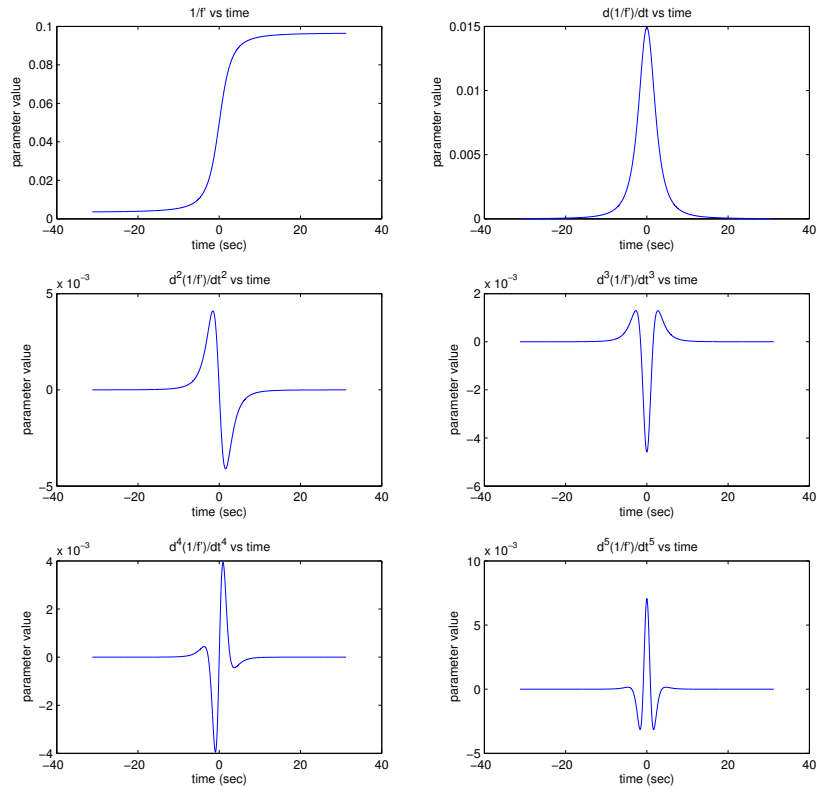 1/f' vs time
0.1
0.08
0.06
0.04
0.02
0
parameter value
−40
−20
0
20
40
time (sec)
d(1/f')/dt vs time
0.015
0.01
0.005
0
parameter value
−40
−20
0
20
40
time (sec)
x 10⁻³
d²(1/f')/dt² vs time
5
0
−5
parameter value
−40
−20
0
20
40
time (sec)
x 10⁻³
d³(1/f')/dt³ vs time
2
0
−2
−4
−6
parameter value
−40
−20
0
20
40
time (sec)
x 10⁻³
d⁴(1/f')/dt⁴ vs time
4
2
0
−2
−4
parameter value
−40
−20
0
20
40
time (sec)
x 10⁻³
d⁵(1/f')/dt⁵ vs time
10
5
0
−5
parameter value
−40
−20
0
20
40
time (sec)